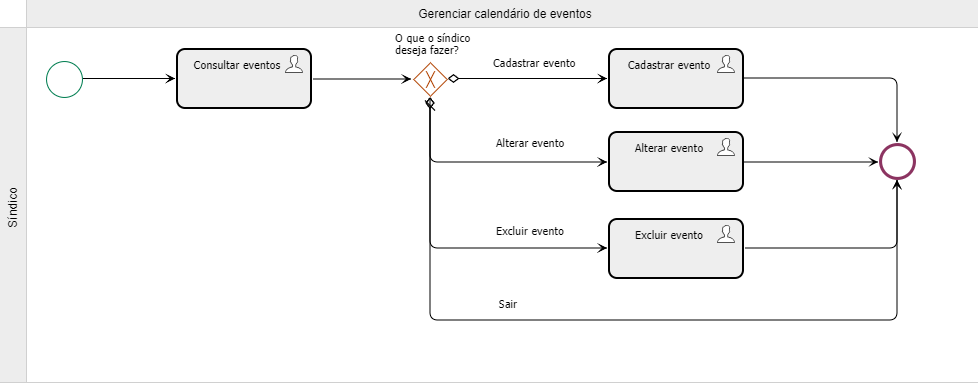 Gerenciar calendário de eventos
Síndico
O que o síndico
deseja fazer?
Consultar eventos
Cadastrar evento
Cadastrar evento
Alterar evento
Alterar evento
Excluir evento
Excluir evento
Sair